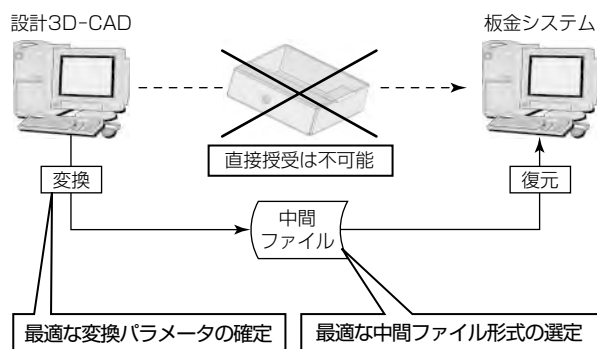 設計3D-CAD
板金システム
直接授受は不可能
変換
復元
中間
ファイル
最適な変換パラメータの確定
最適な中間ファイル形式の選定